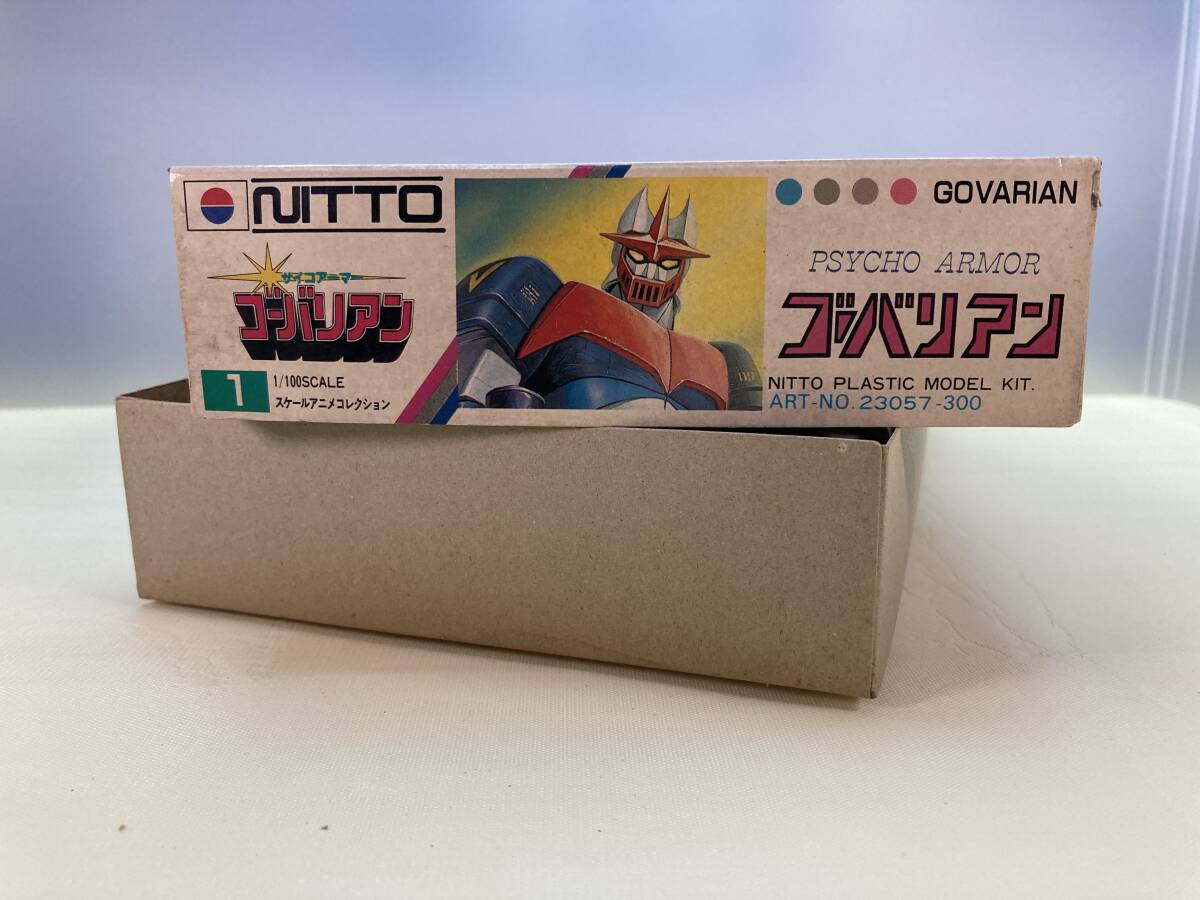 NITTO
サイコアーマー
ゴーバリアン
1
1/100SCALE
スケールアニメコレクション
GOVARIAN
PSYCHO ARMOR
ゴーバリアン
NITTO PLASTIC MODEL KIT.
ART-NO. 23057-300